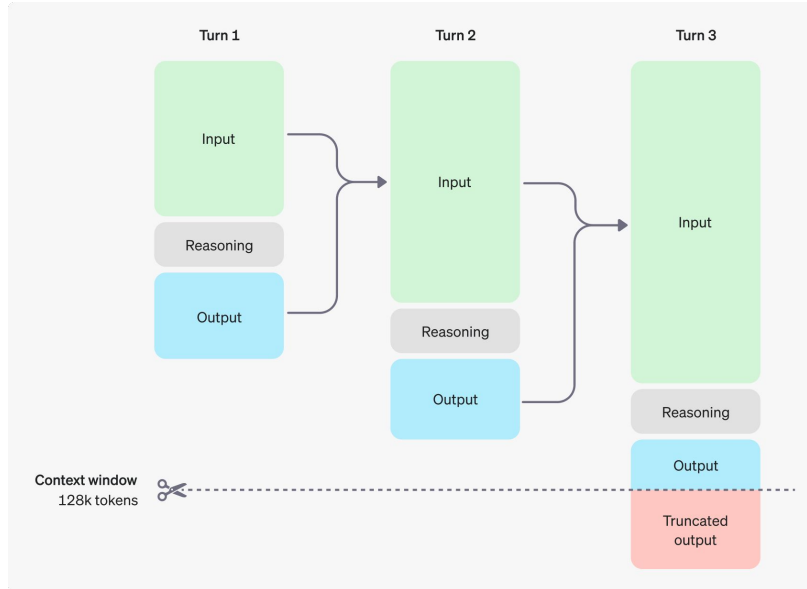 Turn 1
Turn 2
Turn 3
Input
Input
Input
Reasoning
Output
Reasoning
Output
Reasoning
Output
Context window
128k tokens
Truncated
output